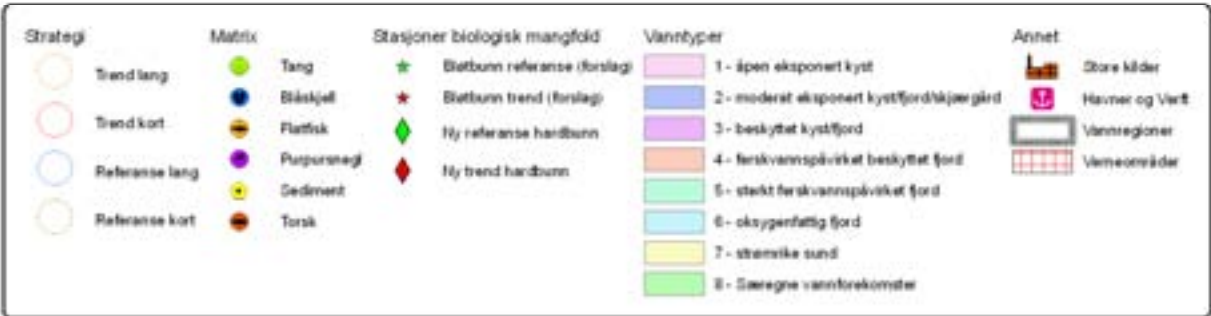 Strategi
Trend lang
Trend kort
Referanse lang
Referanse kort
Matrix
Tang
Blåskjell
Flatfisk
Purpursnegl
Sediment
Torsk
Stasjoner biologisk mangfold
Bløtbunn referanse (forslag)
Bløtbunn trend (forslag)
Ny referanse hardbunn
Ny trend hardbunn
Vanntyper
1 - åpen eksponert kyst
2 - moderat eksponert kyst/fjord/skjærgård
3 - beskyttet kyst/fjord
4 - ferskvannspåvirket beskyttet fjord
5 - sterkt ferskvannspåvirket fjord
6 - oksygenfattig fjord
7 - strømrike sund
8 - Særegne vannforekomster
Annet
Store kilder
Havner og Verft
Vannregioner
Verneområder